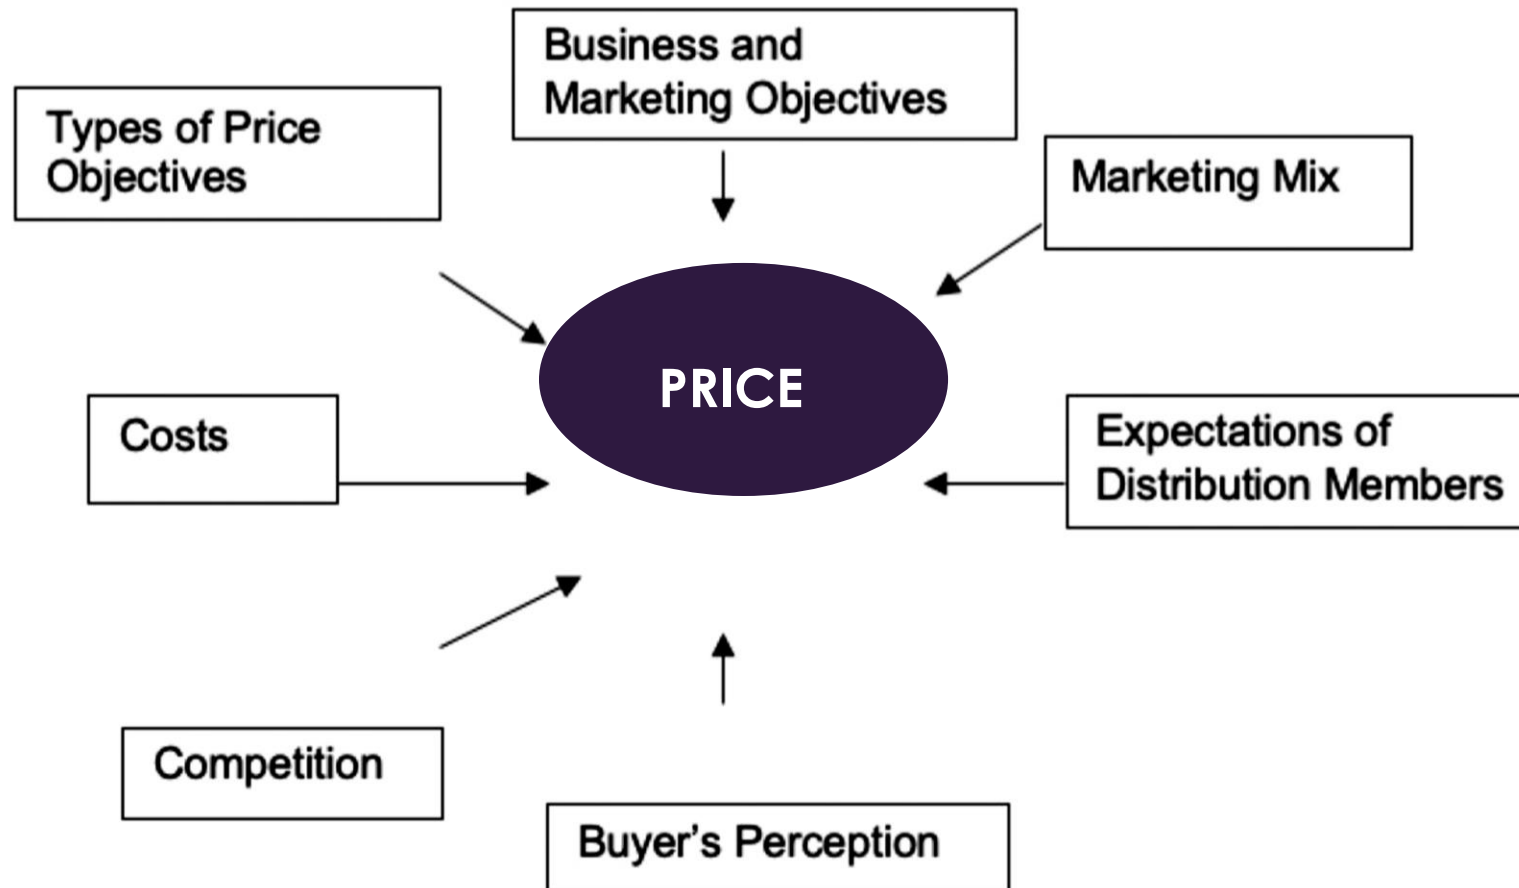 Business and
Marketing Objectives
Types of Price
Objectives
Marketing Mix
PRICE
Costs
Expectations of
Distribution Members
Competition
Buyer’s Perception